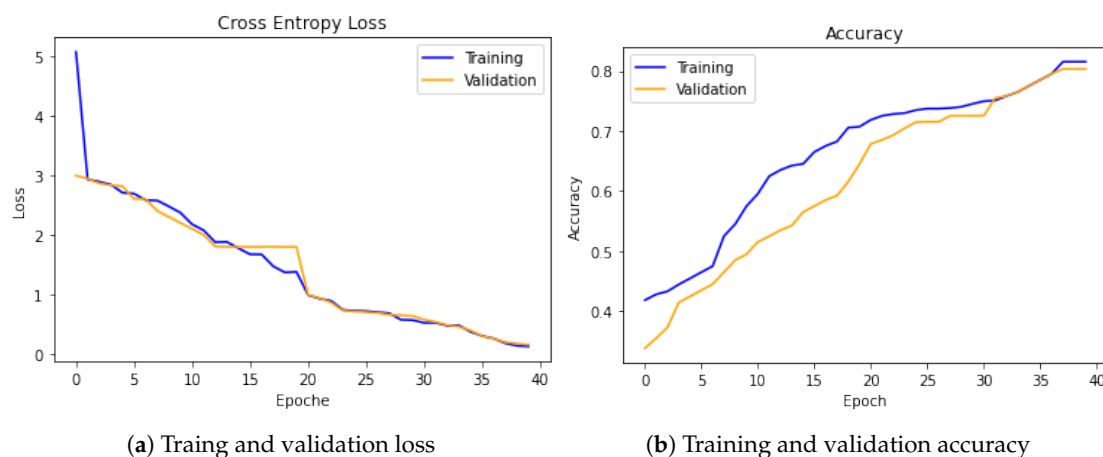 Cross Entropy Loss
Training
Validation
5
4
3
2
1
0
Loss
0 5 10 15 20 25 30 35 40
Epoche
(a) Traing and validation loss
Accuracy
Training
Validation
0.8
0.7
0.6
0.5
0.4
Accuracy
0 5 10 15 20 25 30 35 40
Epoch
(b) Training and validation accuracy